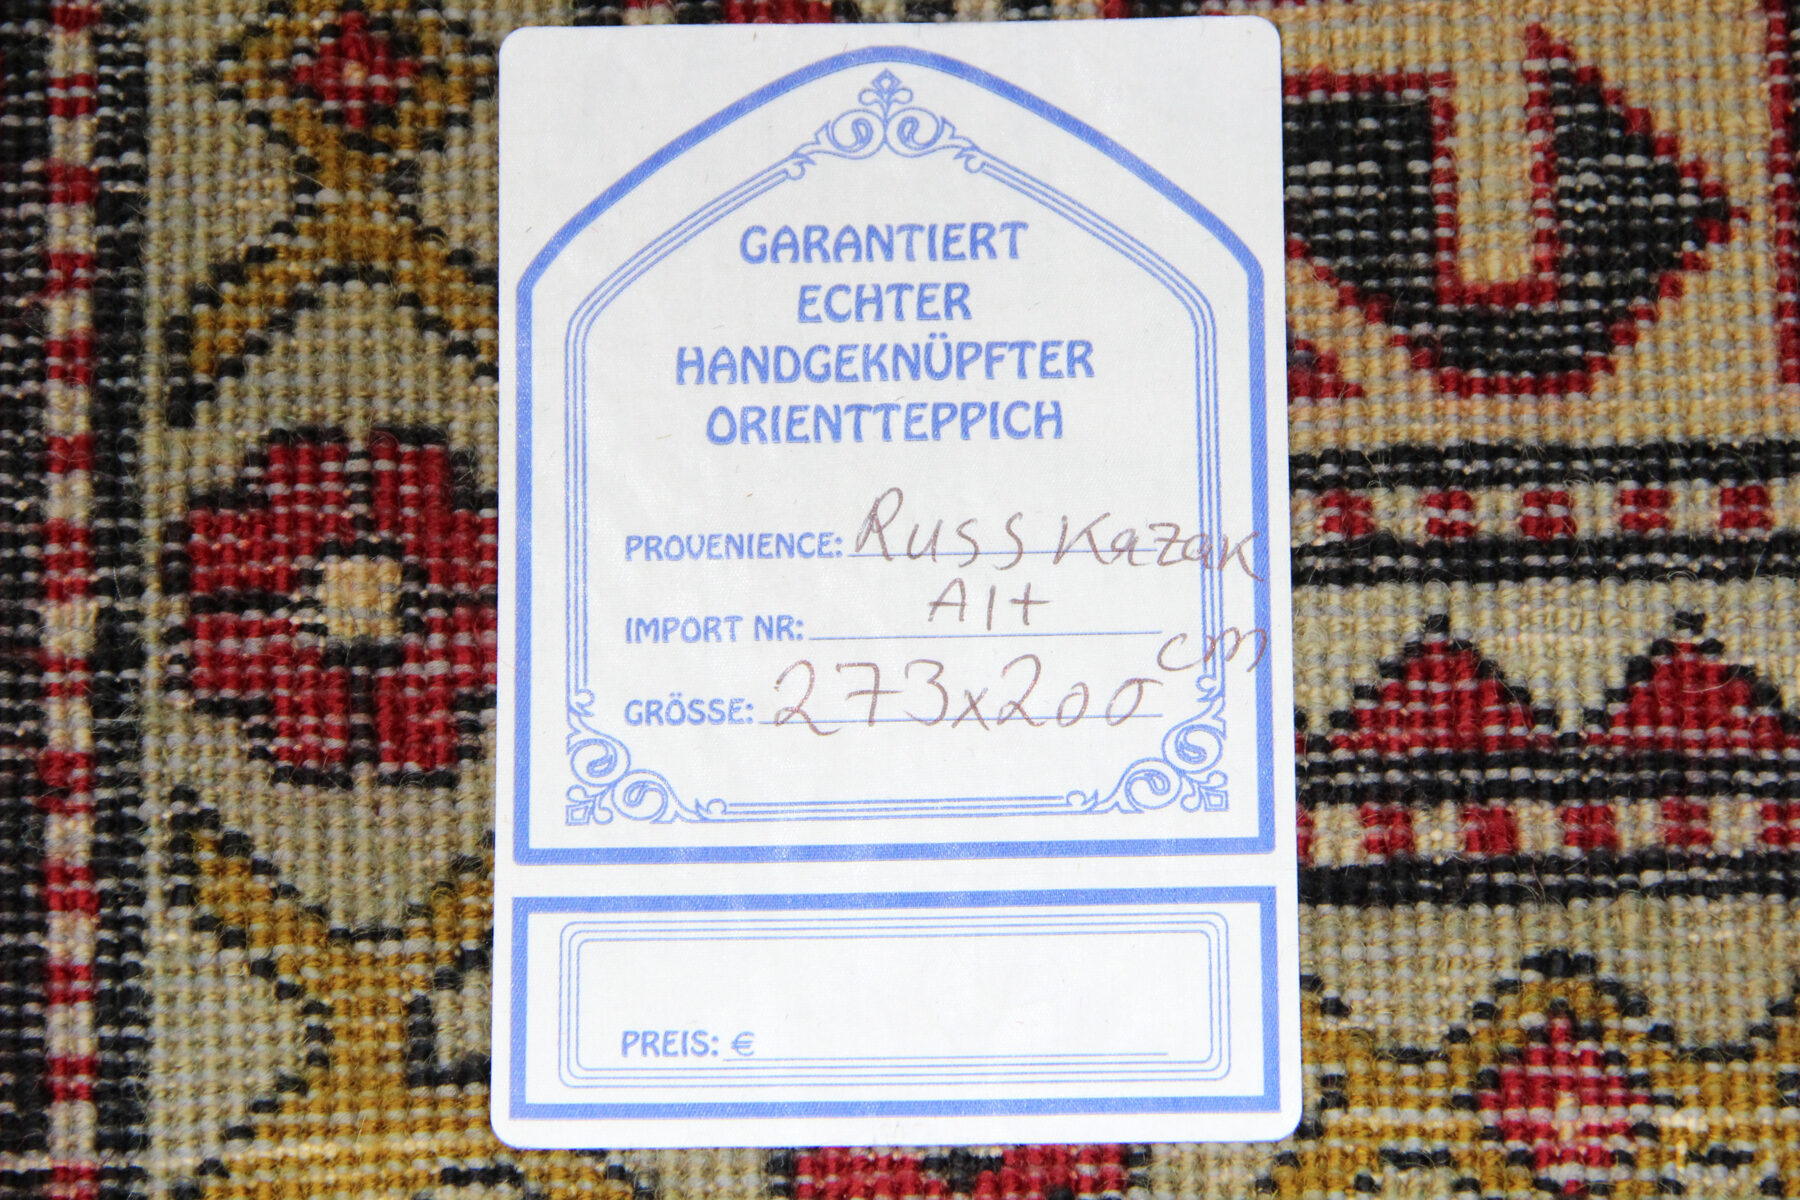 GARANTIERT
ECHTER
HANDGEKNÜPFTER
ORIENTTEPPICH
PROVENIENCE: Russ Kazak
IMPORT NR: Alt
GRÖSSE: 273x200 cm
PREIS: €